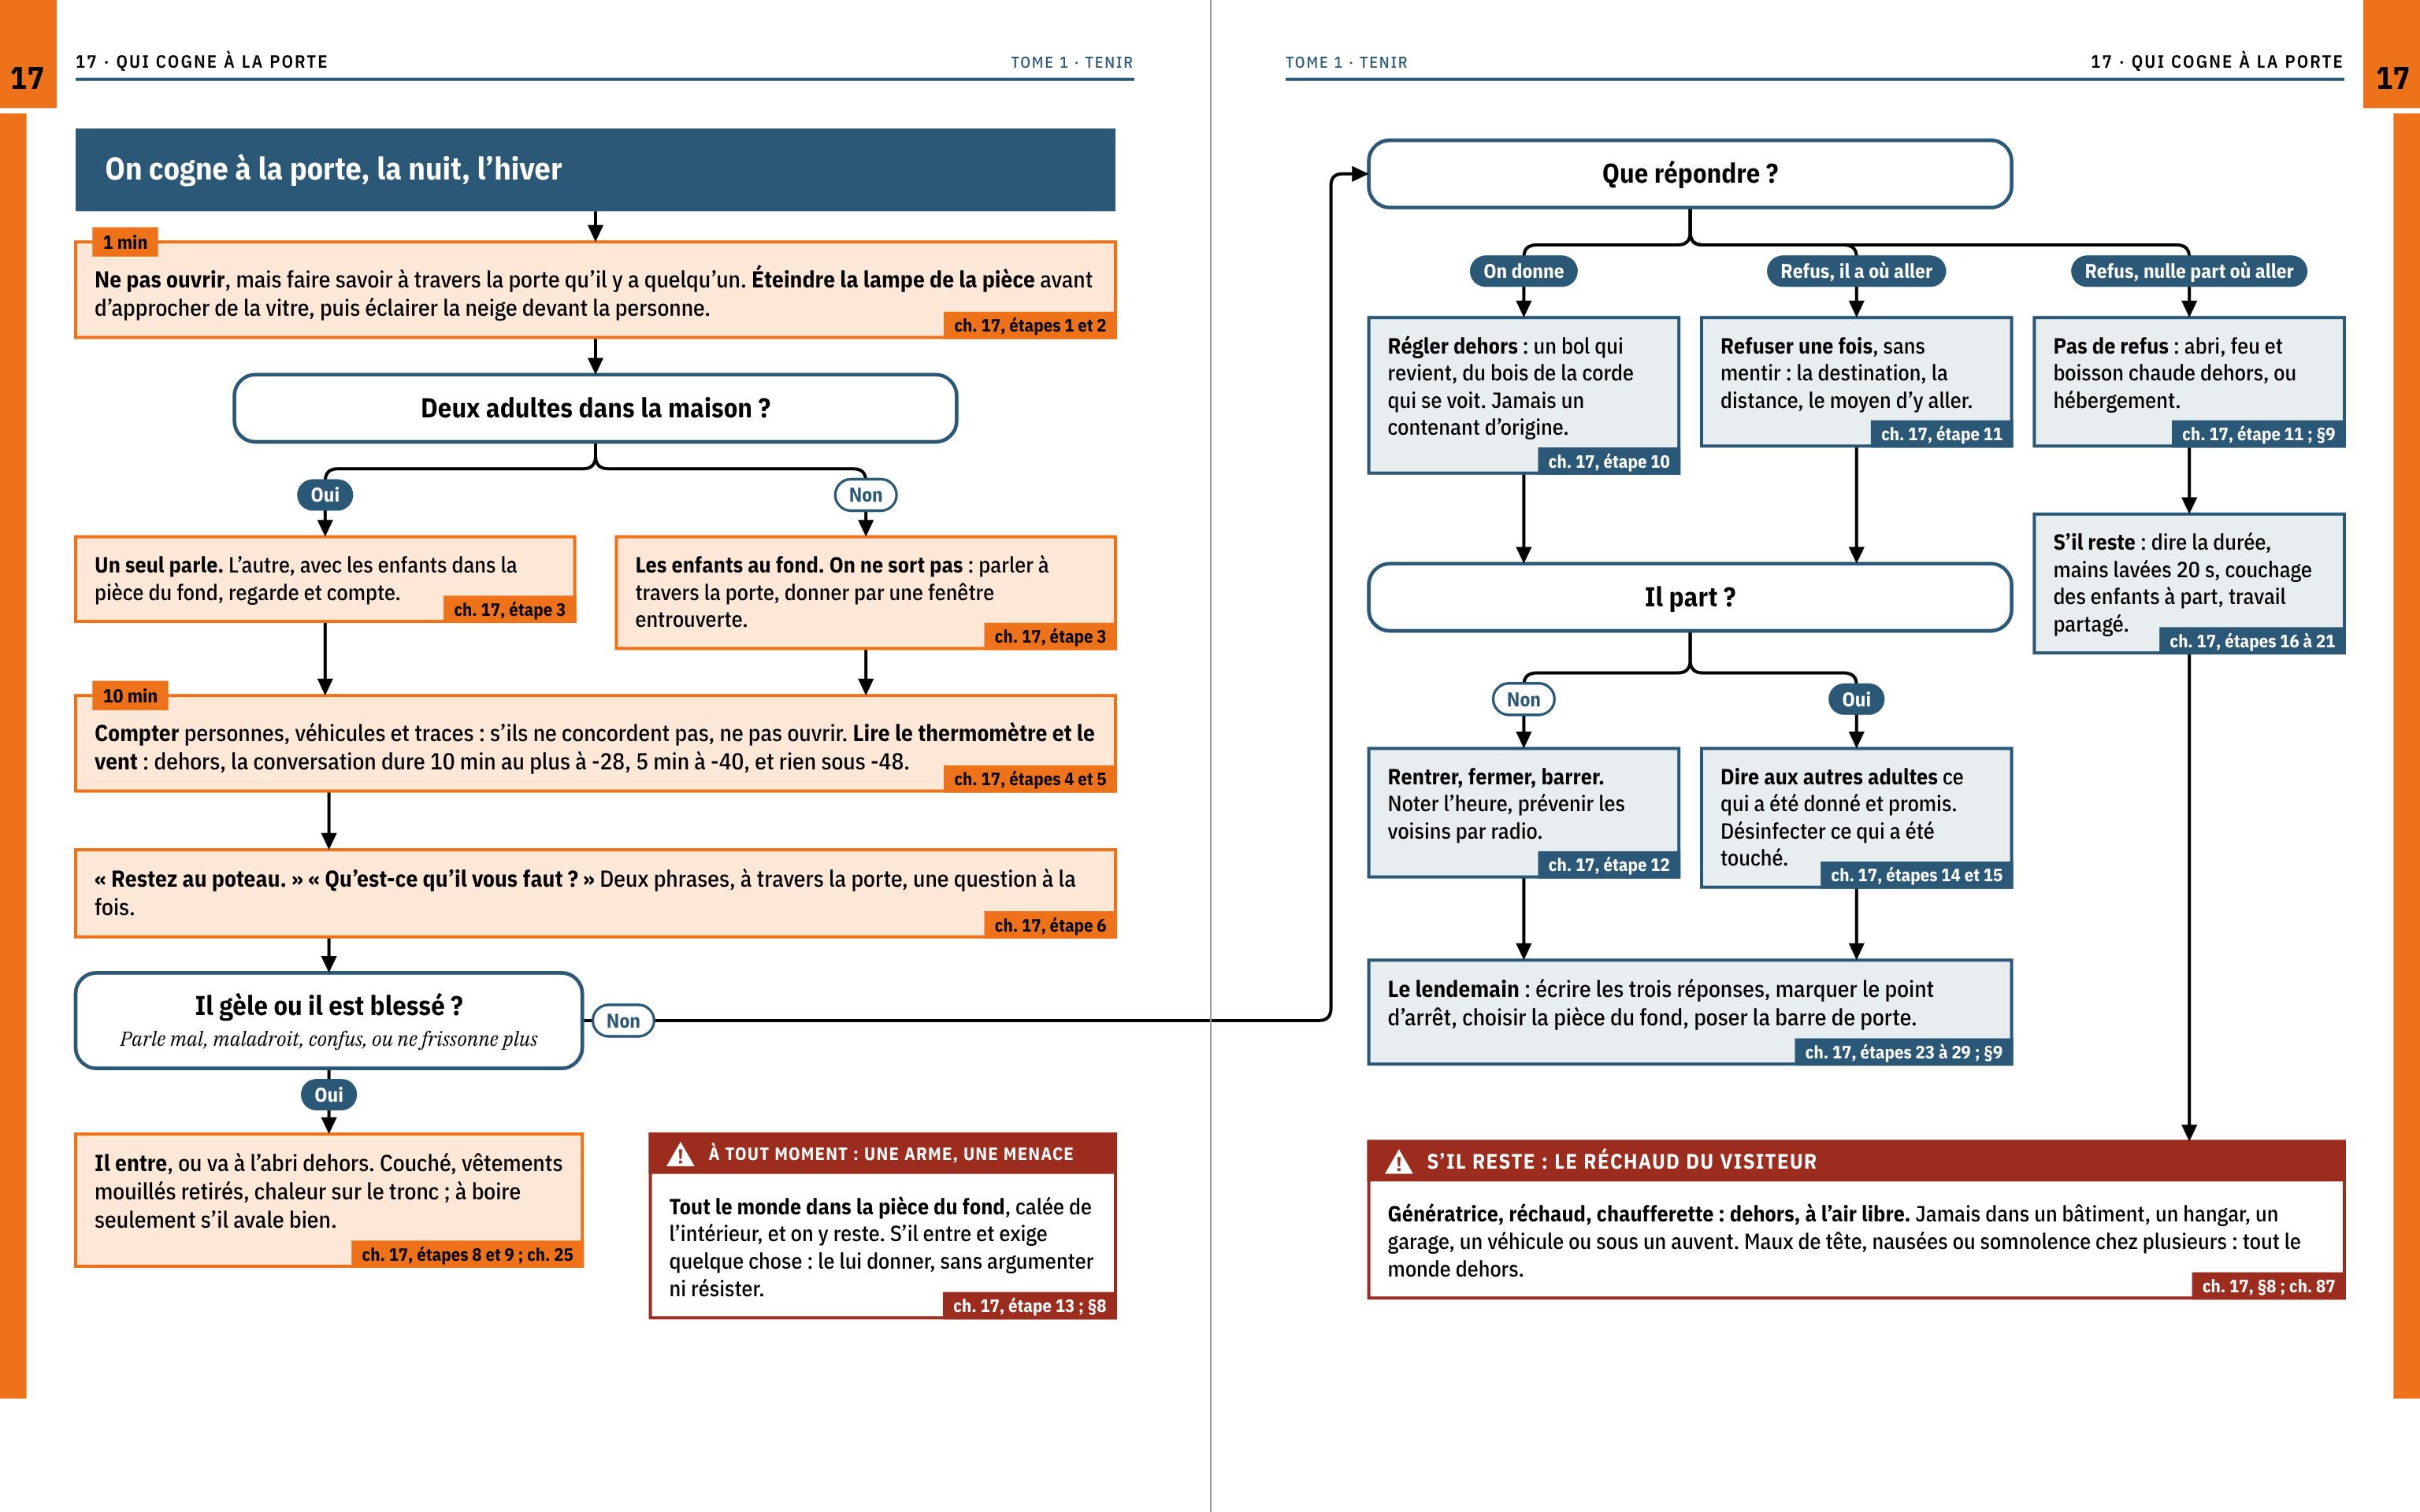 17
17 · QUI COGNE À LA PORTE
TOME 1 · TENIR
On cogne à la porte, la nuit, l’hiver
1 min
Ne pas ouvrir, mais faire savoir à travers la porte qu’il y a quelqu’un. Éteindre la lampe de la pièce avant
d’approcher de la vitre, puis éclairer la neige devant la personne.
ch. 17, étapes 1 et 2
Deux adultes dans la maison ?
Oui
Non
Un seul parle. L’autre, avec les enfants dans la
pièce du fond, regarde et compte.
ch. 17, étape 3
Les enfants au fond. On ne sort pas : parler à
travers la porte, donner par une fenêtre
entrouverte.
ch. 17, étape 3
10 min
Compter personnes, véhicules et traces : s’ils ne concordent pas, ne pas ouvrir. Lire le thermomètre et le
vent : dehors, la conversation dure 10 min au plus à -28, 5 min à -40, et rien sous -48.
ch. 17, étapes 4 et 5
« Restez au poteau. » « Qu’est-ce qu’il vous faut ? » Deux phrases, à travers la porte, une question à la
fois.
ch. 17, étape 6
Il gèle ou il est blessé ?
Parle mal, maladroit, confus, ou ne frissonne plus
Non
Oui
Il entre, ou va à l’abri dehors. Couché, vêtements
mouillés retirés, chaleur sur le tronc ; à boire
seulement s’il avale bien.
ch. 17, étapes 8 et 9 ; ch. 25
À TOUT MOMENT : UNE ARME, UNE MENACE
Tout le monde dans la pièce du fond, calée de
l’intérieur, et on y reste. S’il entre et exige
quelque chose : le lui donner, sans argumenter
ni résister.
ch. 17, étape 13 ; §8
TOME 1 · TENIR
17 · QUI COGNE À LA PORTE
17
Que répondre ?
On donne
Refus, il a où aller
Refus, nulle part où aller
Régler dehors : un bol qui
revient, du bois de la corde
qui se voit. Jamais un
contenant d’origine.
ch. 17, étape 10
Refuser une fois, sans
mentir : la destination, la
distance, le moyen d’y aller.
ch. 17, étape 11
Pas de refus : abri, feu et
boisson chaude dehors, ou
hébergement.
ch. 17, étape 11 ; §9
S’il reste : dire la durée,
mains lavées 20 s, couchage
des enfants à part, travail
partagé.
ch. 17, étapes 16 à 21
Il part ?
Non
Oui
Rentrer, fermer, barrer.
Noter l’heure, prévenir les
voisins par radio.
ch. 17, étape 12
Dire aux autres adultes ce
qui a été donné et promis.
Désinfecter ce qui a été
touché.
ch. 17, étapes 14 et 15
Le lendemain : écrire les trois réponses, marquer le point
d’arrêt, choisir la pièce du fond, poser la barre de porte.
ch. 17, étapes 23 à 29 ; §9
S’IL RESTE : LE RÉCHAUD DU VISITEUR
Génératrice, réchaud, chaufferette : dehors, à l’air libre. Jamais dans un bâtiment, un hangar, un
garage, un véhicule ou sous un auvent. Maux de tête, nausées ou somnolence chez plusieurs : tout le
monde dehors.
ch. 17, §8 ; ch. 87